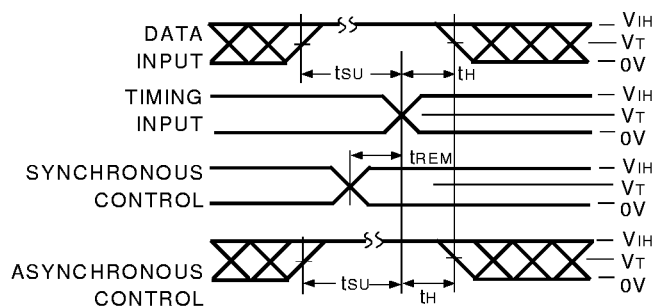 DATA
INPUT
tSU
tH
VIH
VT
0V
TIMING
INPUT
VIH
VT
0V
tREM
SYNCHRONOUS
CONTROL
VIH
VT
0V
ASYNCHRONOUS
CONTROL
tSU
tH
VIH
VT
0V